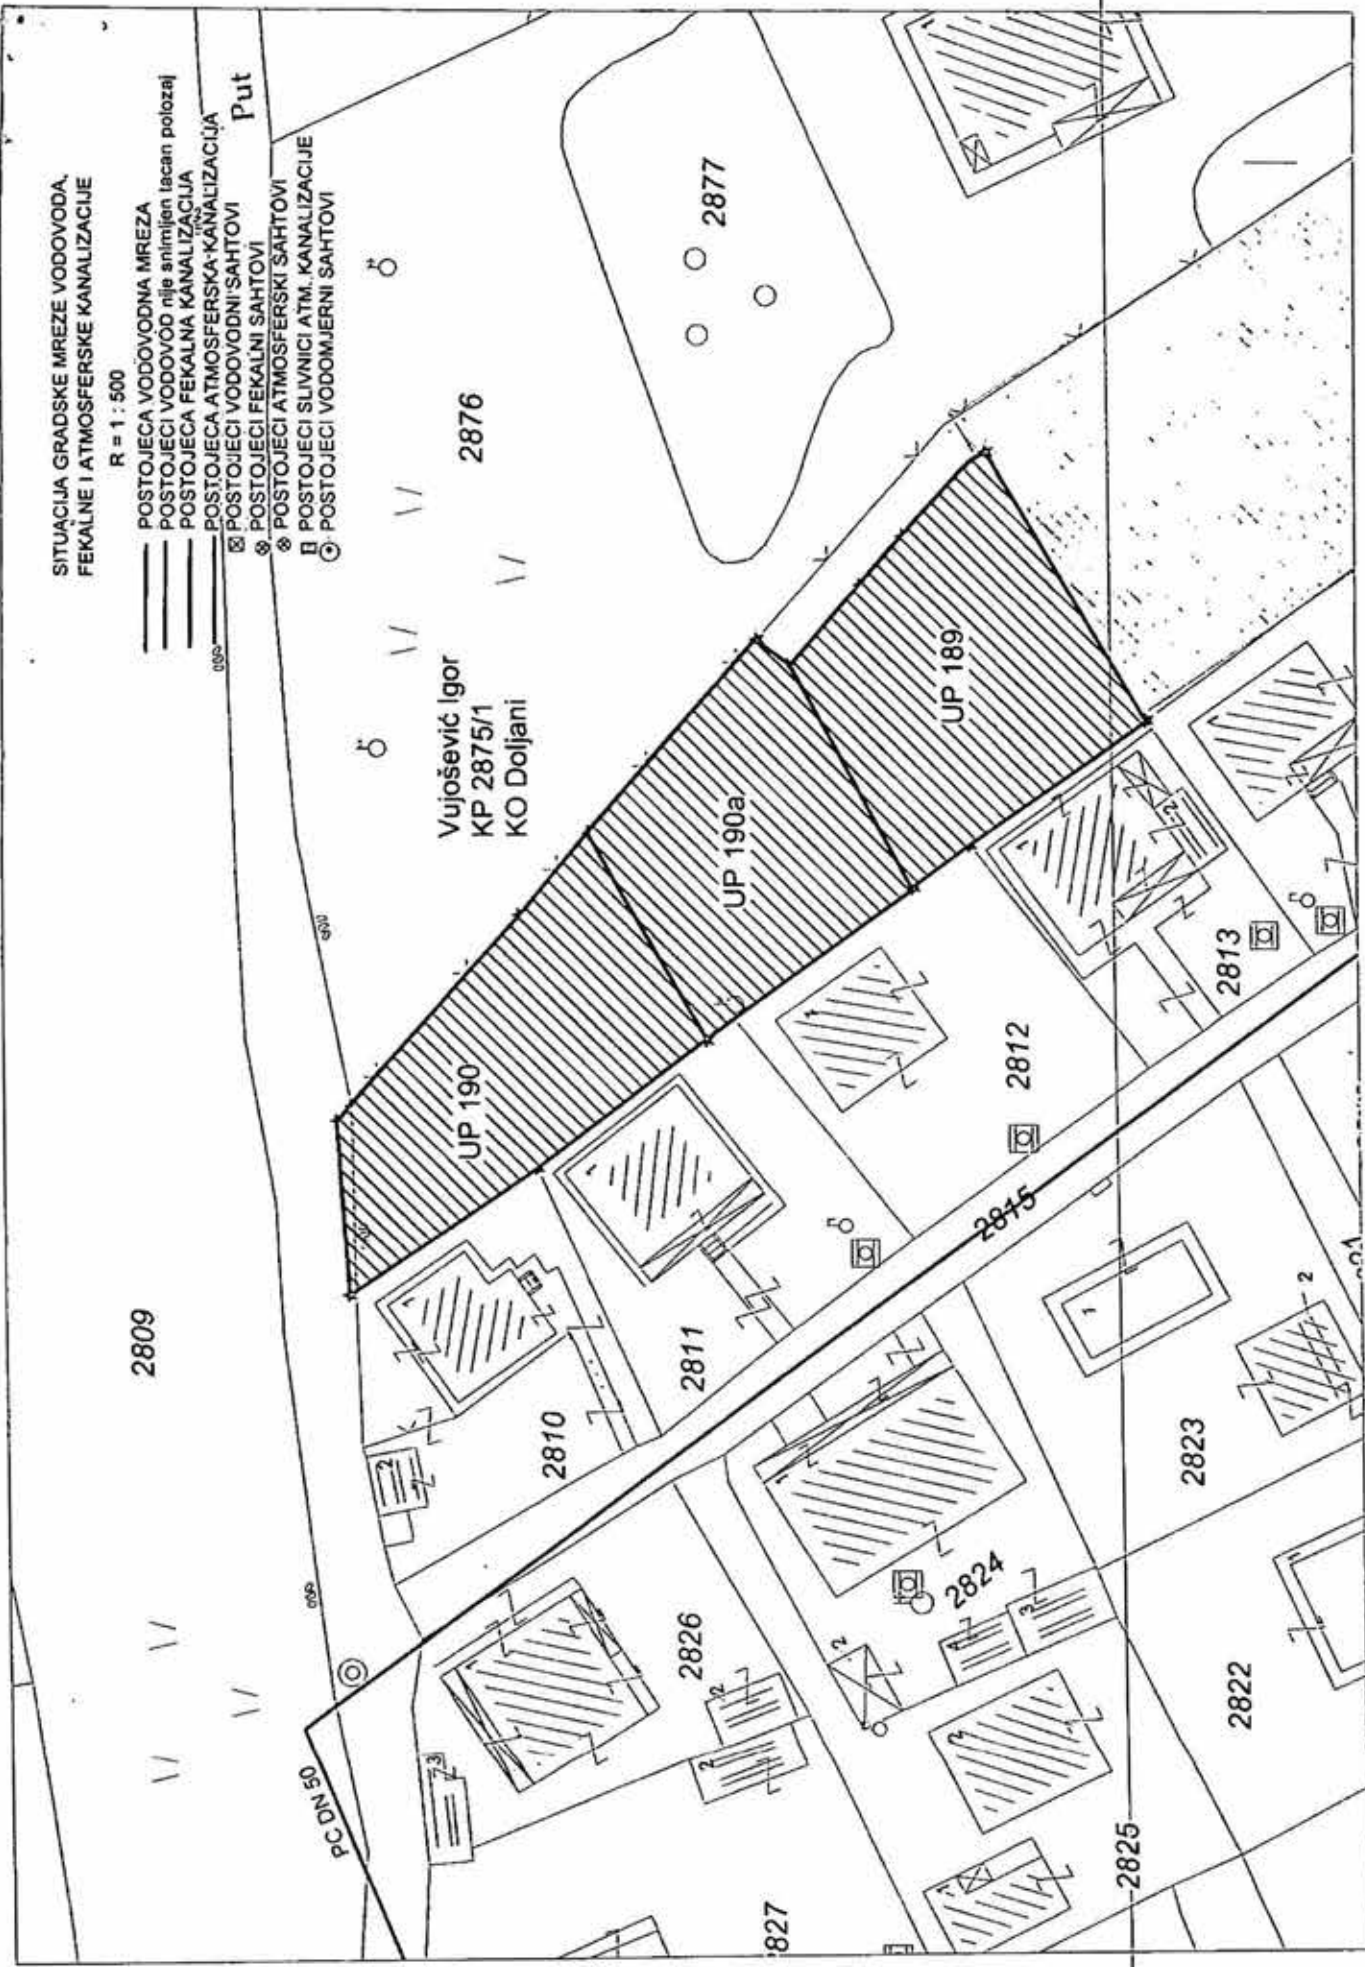 SITUACIJA GRADSKE MREZE VODOVODA,
FEKALNE I ATMOSFERSKE KANALIZACIJE
R = 1 : 500
POSTOJECA VODOVODNA MREZA
POSTOJECI VODOVOD nije snimljen tacan polozaj
POSTOJECA FEKALNA KANALIZACIJA
POSTOJECA ATMOSFERSKA KANALIZACIJA
POSTOJECI VODOVODNI SAHTOVI
POSTOJECI FEKALNI SAHTOVI
POSTOJECI ATMOSFERSKI SAHTOVI
POSTOJECI SLIVNICI ATM. KANALIZACIJE
POSTOJECI VODOMJERNI SAHTOVI
Put
2809
2876
2877
Vujošević Igor
KP 2875/1
KO Doljani
UP 190
UP 190a
UP 189
PC DN 50
2810
2811
2812
2813
2815
2826
2824
2823
2822
2825
2827